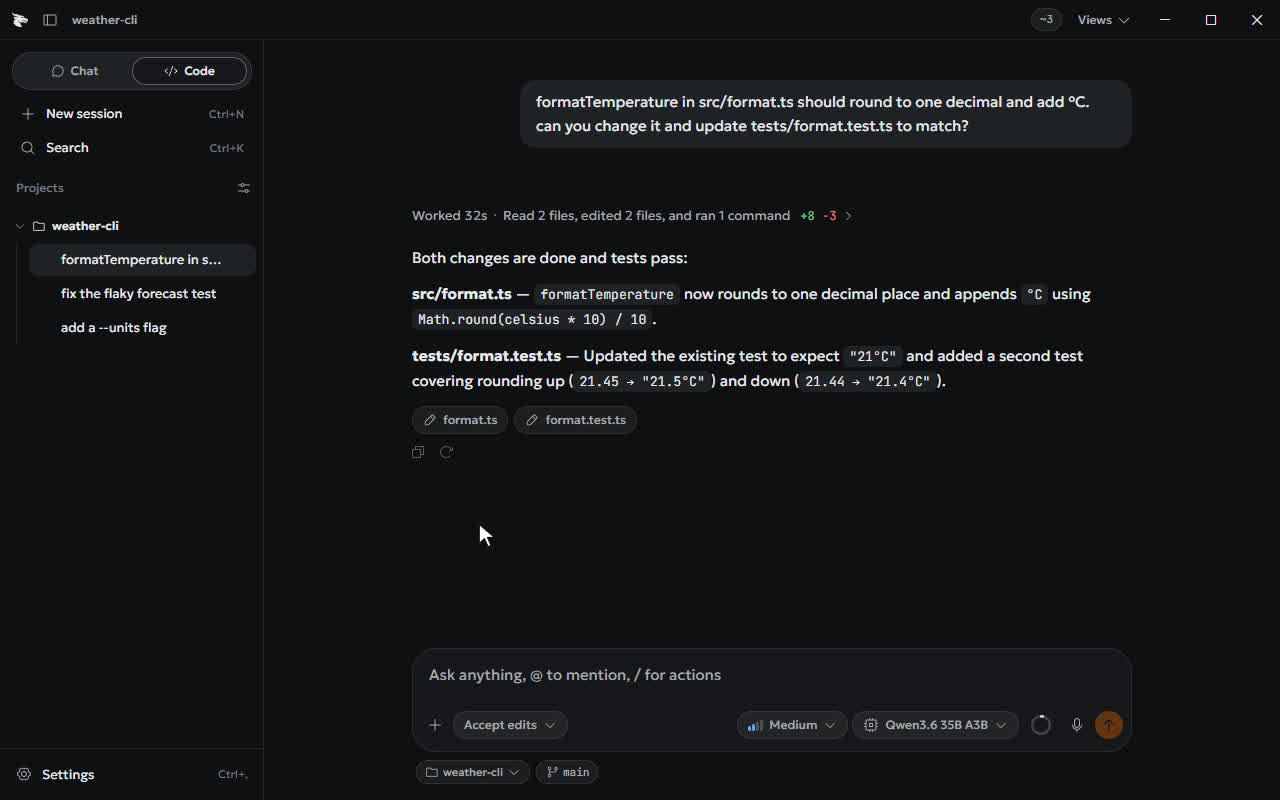 weather-cli
~3
Views
Chat
</> Code
New session Ctrl+N
Search Ctrl+K
Projects
weather-cli
formatTemperature in s...
fix the flaky forecast test
add a --units flag
formatTemperature in src/format.ts should round to one decimal and add °C.
can you change it and update tests/format.test.ts to match?
Worked 32s · Read 2 files, edited 2 files, and ran 1 command +8 -3
Both changes are done and tests pass:
src/format.ts — formatTemperature now rounds to one decimal place and appends °C using
Math.round(celsius * 10) / 10.
tests/format.test.ts — Updated the existing test to expect "21°C" and added a second test
covering rounding up (21.45 → "21.5°C") and down (21.44 → "21.4°C").
format.ts
format.test.ts
Ask anything, @ to mention, / for actions
Accept edits
Medium
Qwen3.6 35B A3B
weather-cli
main
Settings Ctrl+,